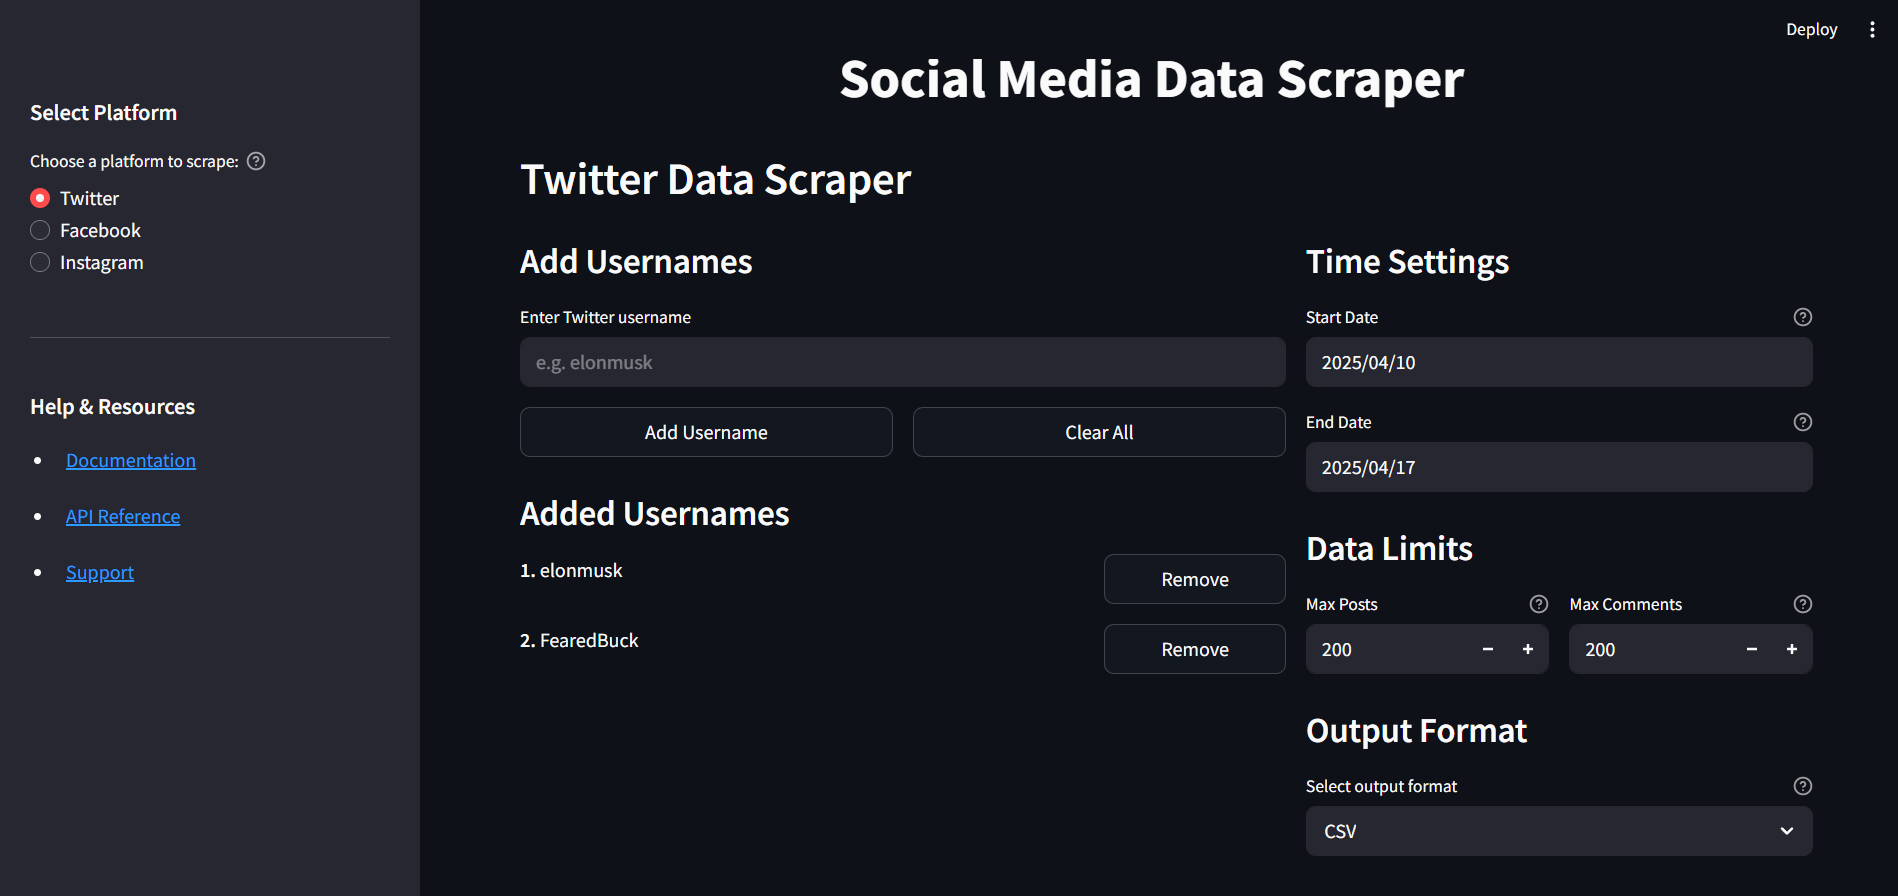 Deploy
Select Platform
Choose a platform to scrape:
Twitter
Facebook
Instagram
Help & Resources
Documentation
API Reference
Support
Social Media Data Scraper
Twitter Data Scraper
Add Usernames
Enter Twitter username
e.g. elonmusk
Add Username
Clear All
Added Usernames
1. elonmusk
Remove
2. FearedBuck
Remove
Time Settings
Start Date
2025/04/10
End Date
2025/04/17
Data Limits
Max Posts
200
Max Comments
200
Output Format
Select output format
CSV